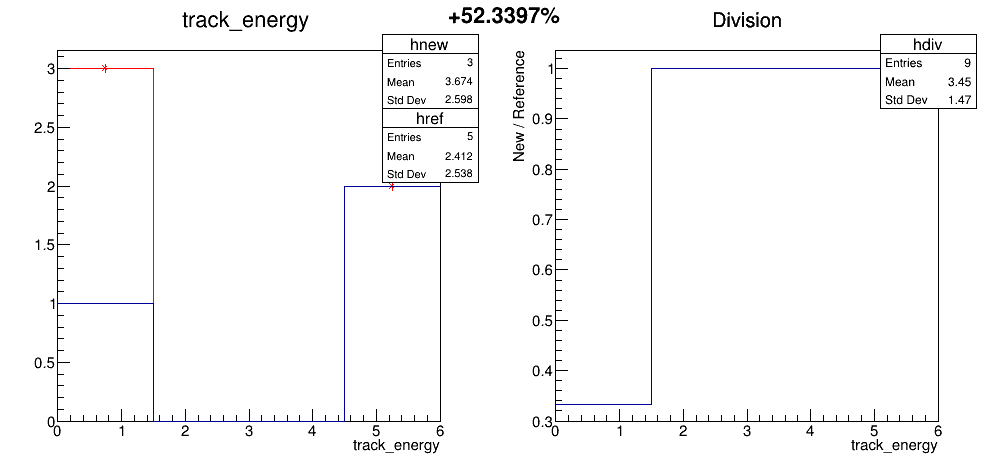 +52.3397%
track_energy
hnew
Entries 3
Mean 3.674
Std Dev 2.598
href
Entries 5
Mean 2.412
Std Dev 2.538
3
2.5
2
1.5
1
0.5
0
0 1 2 3 4 5 6
track_energy
Division
hdiv
Entries 9
Mean 3.45
Std Dev 1.47
New / Reference
1
0.9
0.8
0.7
0.6
0.5
0.4
0.3
0 1 2 3 4 5 6
track_energy